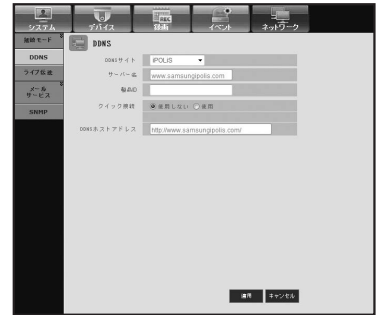 システム デバイス 録画 イベント ネットワーク
接続モード
DDNS
ライブ転送
メール
サービス
SNMP
DDNS
DDNSサイト iPOLiS
サーバー名 www.samsungipolis.com
製品ID
クイック接続 使用しない 使用
DDNSホストアドレス http://www.samsungipolis.com/
適用 キャンセル